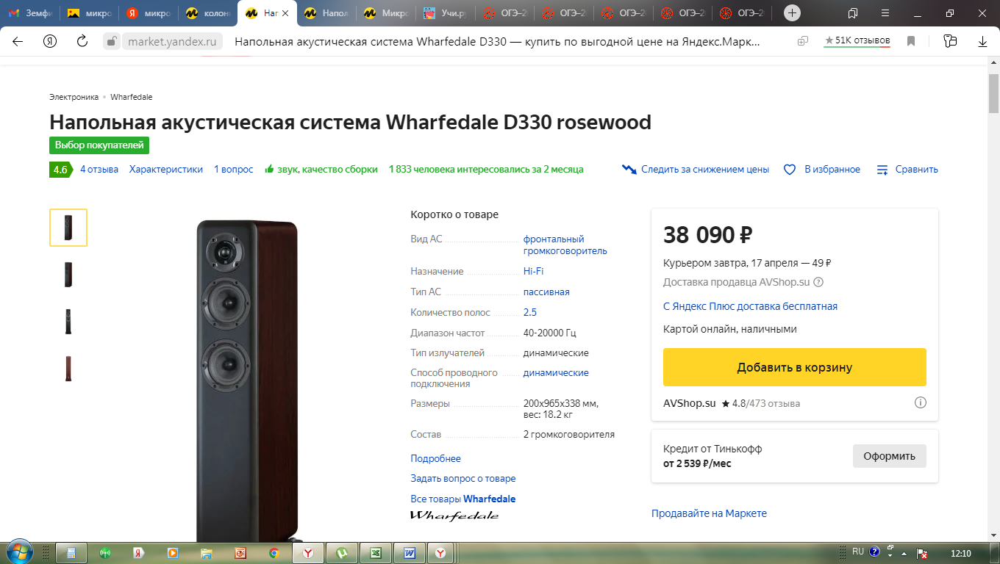 Земфи
микро
микро
колон
Нап
Напол
Микро
Учи.ру
ОГЭ–2
ОГЭ–2
ОГЭ–2
ОГЭ–2
ОГЭ–2
market.yandex.ru
Напольная акустическая система Wharfedale D330 — купить по выгодной цене на Яндекс.Марк...
★ 51K отзывов
Электроника • Wharfedale
Напольная акустическая система Wharfedale D330 rosewood
Выбор покупателей
4.6 4 отзыва Характеристики 1 вопрос звук, качество сборки 1 833 человека интересовались за 2 месяца
Следить за снижением цены В избранное Сравнить
Коротко о товаре
Вид АС фронтальный
громкоговоритель
Назначение Hi-Fi
Тип АС пассивная
Количество полос 2.5
Диапазон частот 40-20000 Гц
Тип излучателей динамические
Способ проводного динамические
подключения
Размеры 200x965x338 мм,
вес: 18.2 кг
Состав 2 громкоговорителя
Подробнее
Задать вопрос о товаре
Все товары Wharfedale
Wharfedale
38 090 ₽
Курьером завтра, 17 апреля — 49 ₽
Доставка продавца AVShop.su ?
С Яндекс Плюс доставка бесплатная
Картой онлайн, наличными
Добавить в корзину
AVShop.su ★ 4.8/473 отзыва
Кредит от Тинькофф
от 2 539 ₽/мес
Оформить
Продавайте на Маркете
RU
12:10